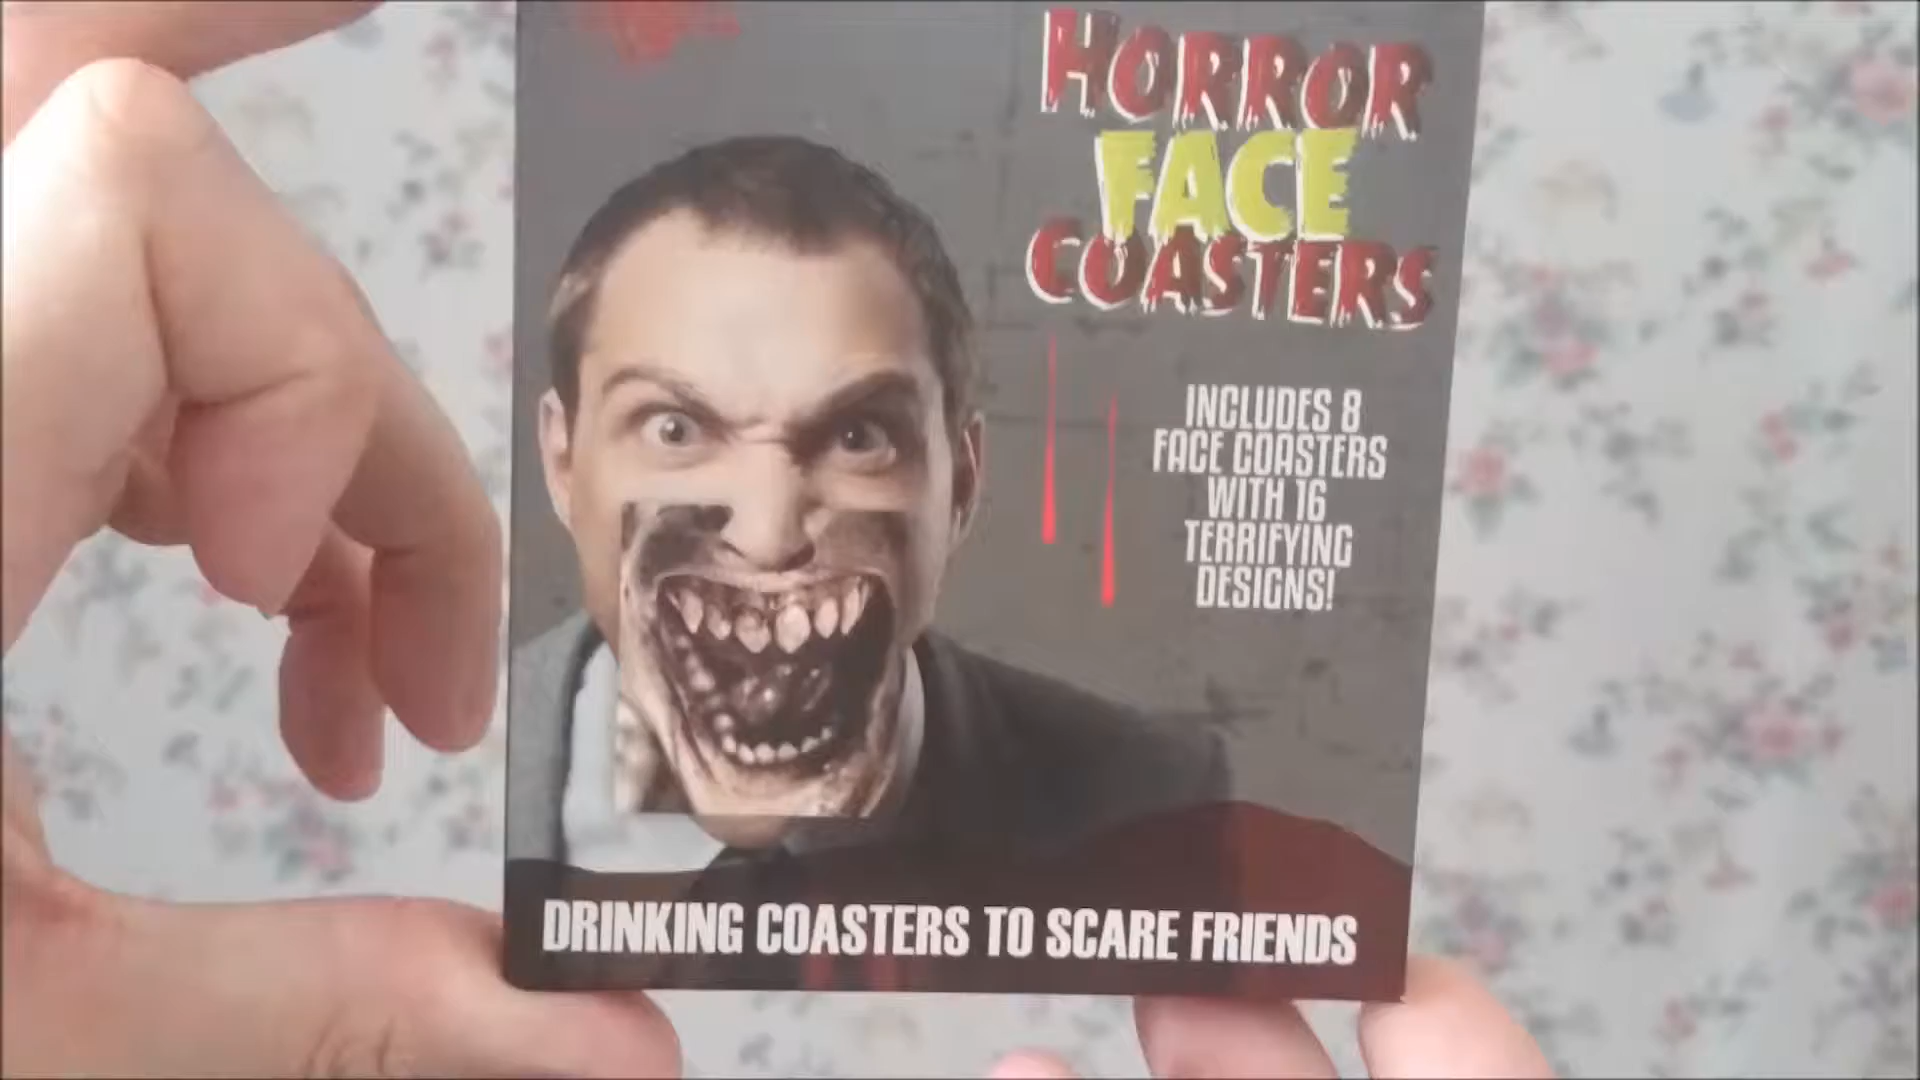 HORROR
FACE
COASTERS
INCLUDES 8
FACE COASTERS
WITH 16
TERRIFYING
DESIGNS!
DRINKING COASTERS TO SCARE FRIENDS